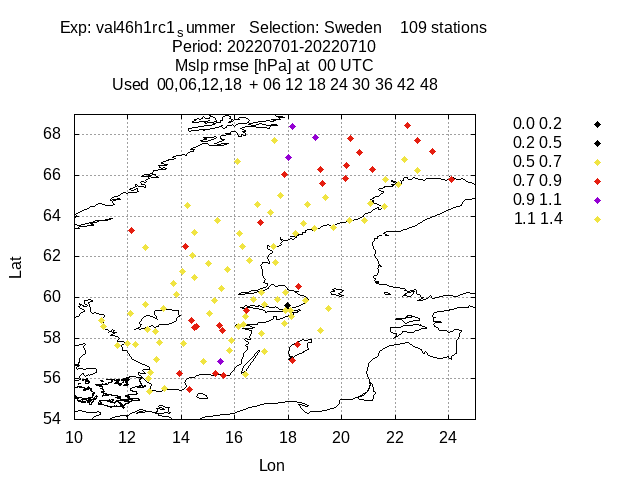 Exp: val46h1rc1summer   Selection: Sweden    109 stations
Period: 20220701-20220710
Mslp rmse [hPa] at  00 UTC
Used  00,06,12,18  + 06 12 18 24 30 36 42 48
0.0 0.2
0.2 0.5
0.5 0.7
0.7 0.9
0.9 1.1
1.1 1.4
68
66
64
62
60
58
56
54
Lat
10 12 14 16 18 20 22 24
Lon